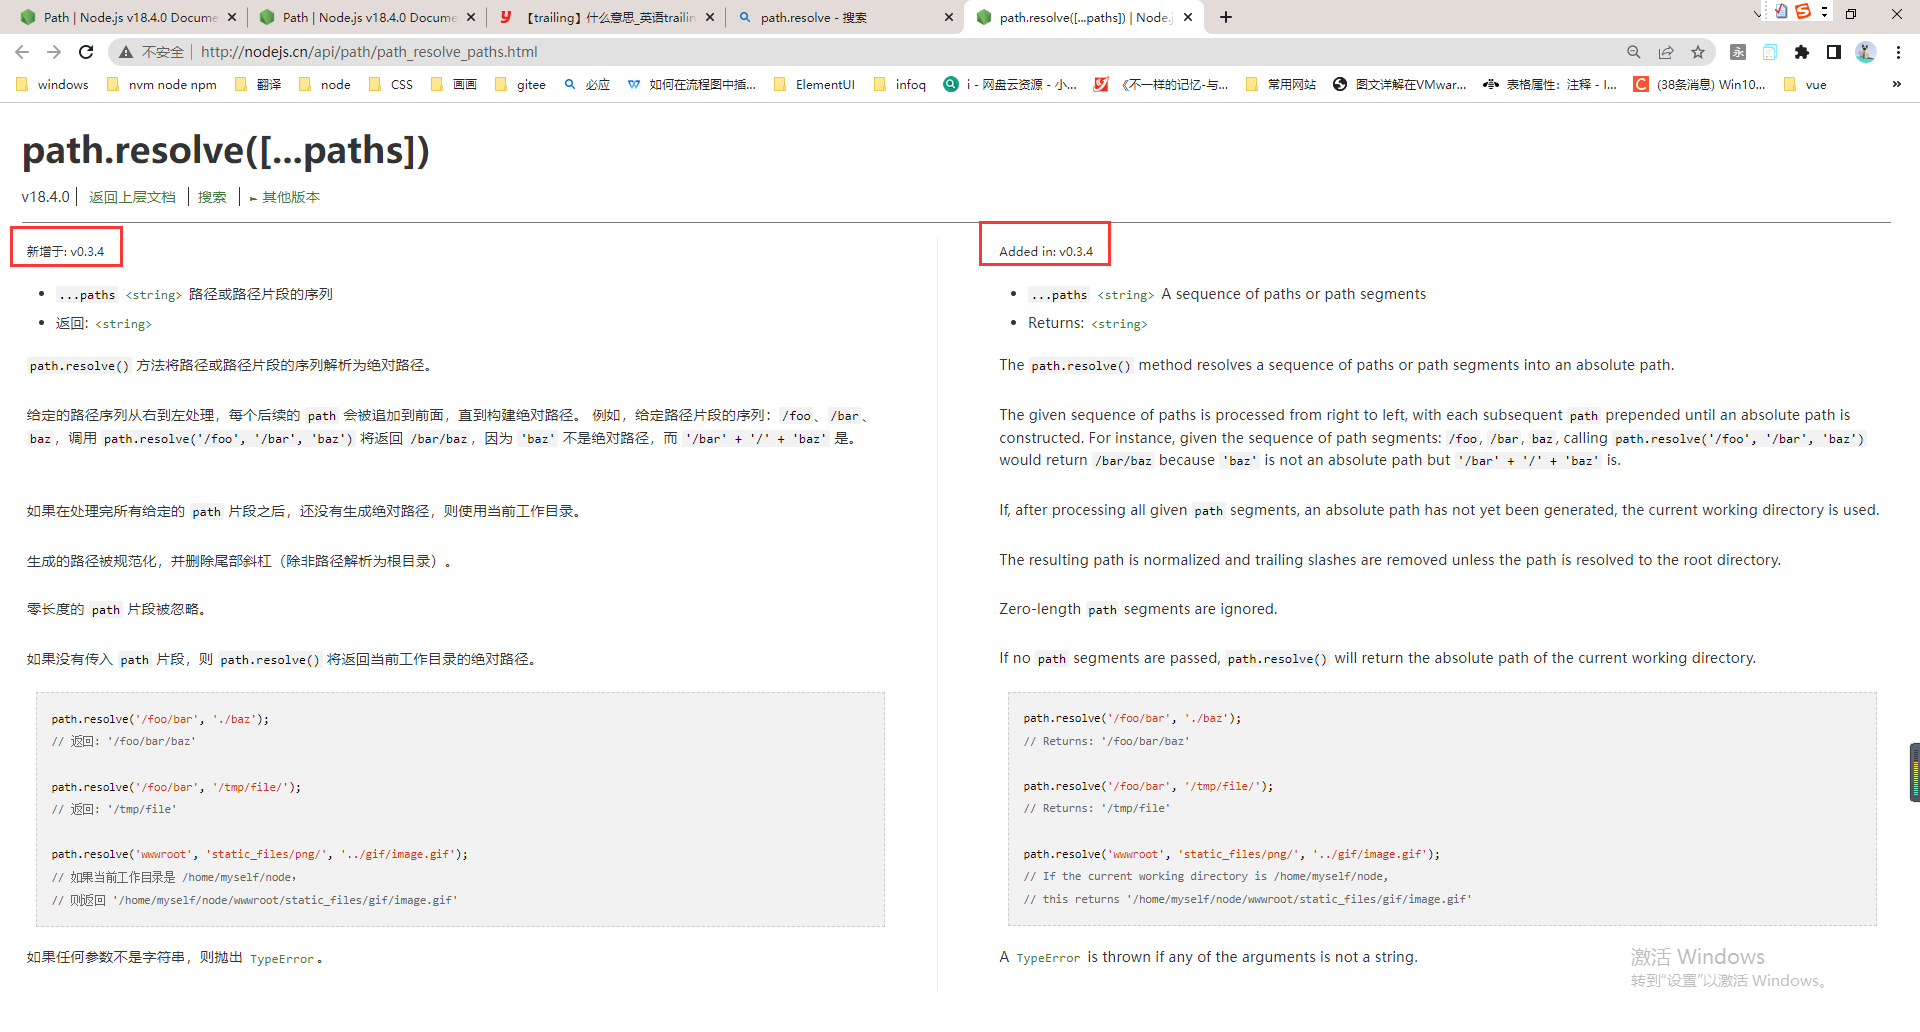 Path | Node.js v18.4.0 Docume
Path | Node.js v18.4.0 Docume
【trailing】什么意思_英语trailin
path.resolve - 搜索
path.resolve([...paths]) | Node.j
不安全
http://nodejs.cn/api/path/path_resolve_paths.html
windows
nvm node npm
翻译
node
CSS
画画
gitee
必应
如何在流程图中插...
ElementUI
infoq
i - 网盘云资源 - 小...
《不一样的记忆-与...
常用网站
图文详解在VMwar...
表格属性：注释 - I...
(38条消息) Win10...
vue
path.resolve([...paths])
v18.4.0
返回上层文档
搜索
► 其他版本
新增于: v0.3.4
...paths <string> 路径或路径片段的序列
返回: <string>
path.resolve() 方法将路径或路径片段的序列解析为绝对路径。
给定的路径序列从右到左处理，每个后续的 path 会被追加到前面，直到构建绝对路径。 例如，给定路径片段的序列：/foo、/bar、
baz，调用 path.resolve('/foo', '/bar', 'baz') 将返回 /bar/baz，因为 'baz' 不是绝对路径，而 '/bar' + '/' + 'baz' 是。
如果在处理完所有给定的 path 片段之后，还没有生成绝对路径，则使用当前工作目录。
生成的路径被规范化，并删除尾部斜杠（除非路径解析为根目录）。
零长度的 path 片段被忽略。
如果没有传入 path 片段，则 path.resolve() 将返回当前工作目录的绝对路径。
path.resolve('/foo/bar', './baz');
// 返回: '/foo/bar/baz'
path.resolve('/foo/bar', '/tmp/file/');
// 返回: '/tmp/file'
path.resolve('wwwroot', 'static_files/png/', '../gif/image.gif');
// 如果当前工作目录是 /home/myself/node，
// 则返回 '/home/myself/node/wwwroot/static_files/gif/image.gif'
如果任何参数不是字符串，则抛出 TypeError。
Added in: v0.3.4
...paths <string> A sequence of paths or path segments
Returns: <string>
The path.resolve() method resolves a sequence of paths or path segments into an absolute path.
The given sequence of paths is processed from right to left, with each subsequent path prepended until an absolute path is
constructed. For instance, given the sequence of path segments: /foo, /bar, baz, calling path.resolve('/foo', '/bar', 'baz')
would return /bar/baz because 'baz' is not an absolute path but '/bar' + '/' + 'baz' is.
If, after processing all given path segments, an absolute path has not yet been generated, the current working directory is used.
The resulting path is normalized and trailing slashes are removed unless the path is resolved to the root directory.
Zero-length path segments are ignored.
If no path segments are passed, path.resolve() will return the absolute path of the current working directory.
path.resolve('/foo/bar', './baz');
// Returns: '/foo/bar/baz'
path.resolve('/foo/bar', '/tmp/file/');
// Returns: '/tmp/file'
path.resolve('wwwroot', 'static_files/png/', '../gif/image.gif');
// If the current working directory is /home/myself/node,
// this returns '/home/myself/node/wwwroot/static_files/gif/image.gif'
A TypeError is thrown if any of the arguments is not a string.
激活 Windows
转到“设置”以激活 Windows。